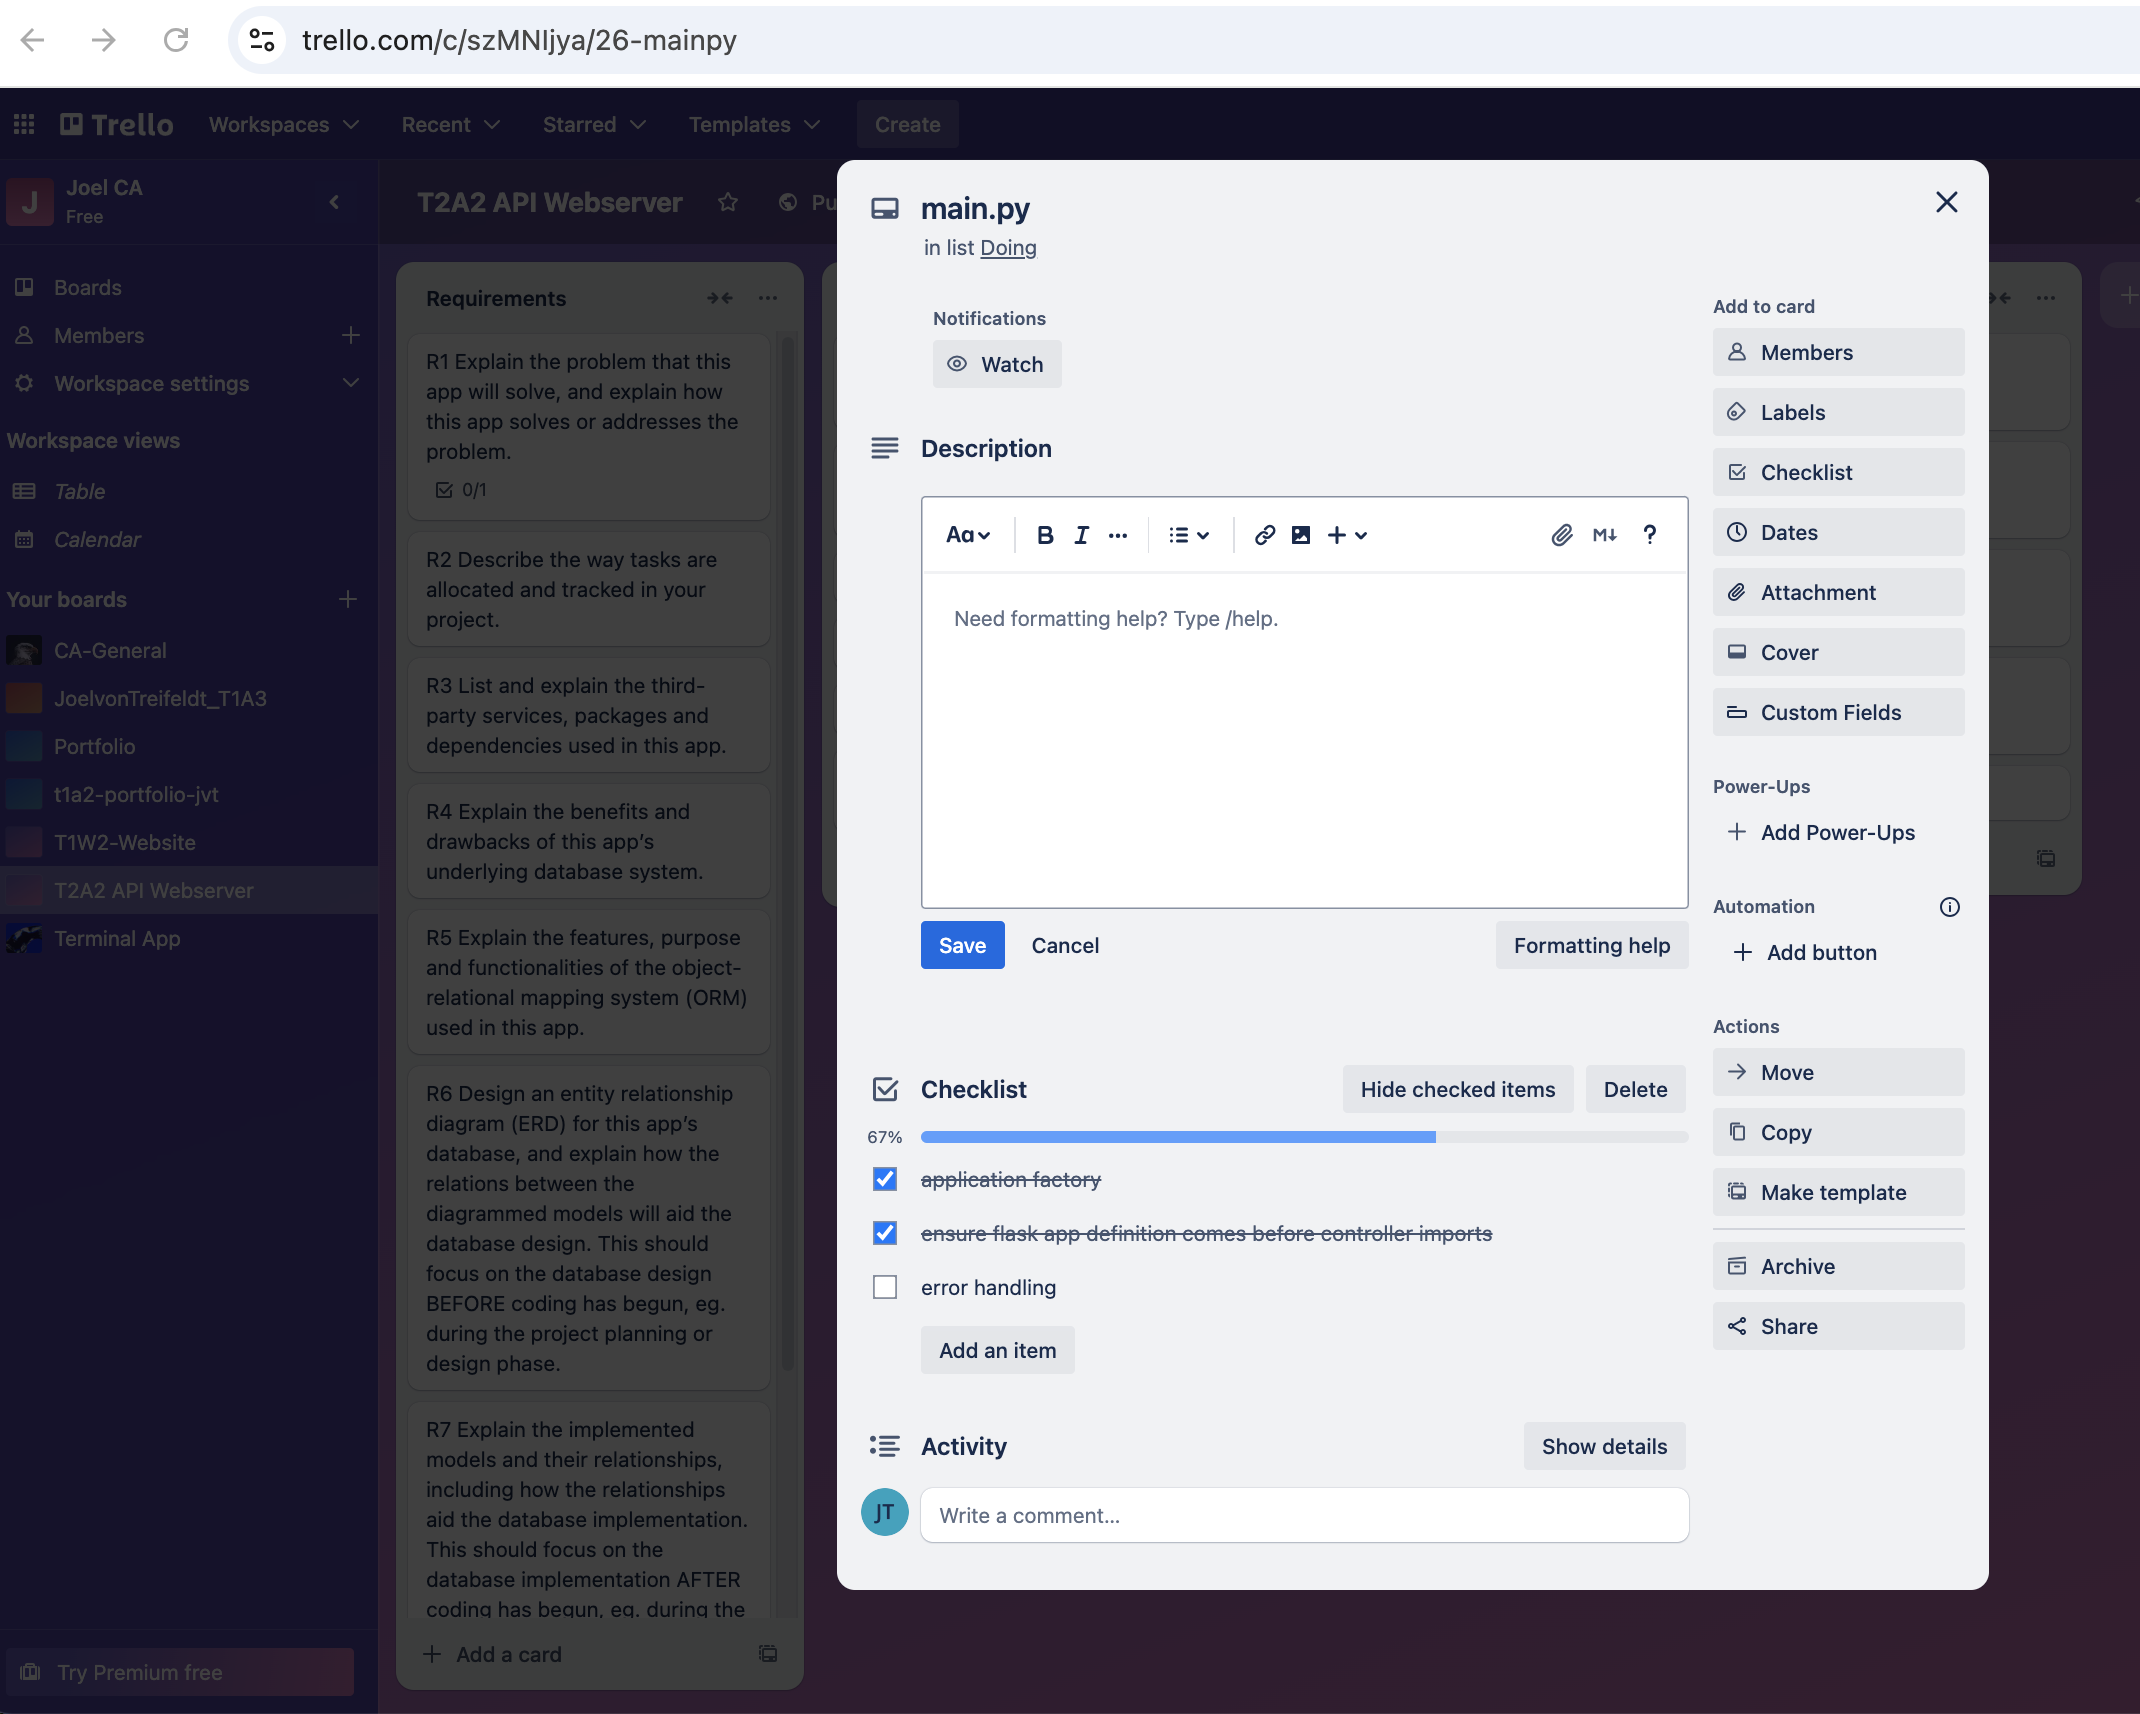 trello.com/c/szMNIjya/26-mainpy
Trello
Workspaces
Recent
Starred
Templates
Create
J
Joel CA
Free
Boards
Members
Workspace settings
Workspace views
Table
Calendar
Your boards
CA-General
JoelvonTreifeldt_T1A3
Portfolio
t1a2-portfolio-jvt
T1W2-Website
T2A2 API Webserver
Terminal App
Try Premium free
T2A2 API Webserver
Pu
Requirements
R1 Explain the problem that this
app will solve, and explain how
this app solves or addresses the
problem.
0/1
R2 Describe the way tasks are
allocated and tracked in your
project.
R3 List and explain the third-
party services, packages and
dependencies used in this app.
R4 Explain the benefits and
drawbacks of this app's
underlying database system.
R5 Explain the features, purpose
and functionalities of the object-
relational mapping system (ORM)
used in this app.
R6 Design an entity relationship
diagram (ERD) for this app's
database, and explain how the
relations between the
diagrammed models will aid the
database design. This should
focus on the database design
BEFORE coding has begun, eg.
during the project planning or
design phase.
R7 Explain the implemented
models and their relationships,
including how the relationships
aid the database implementation.
This should focus on the
database implementation AFTER
coding has begun, eg. during the
Add a card
main.py
in list Doing
Notifications
Watch
Description
Aa
B
I
M
?
Need formatting help? Type /help.
Save
Cancel
Formatting help
Checklist
Hide checked items
Delete
67%
application factory
ensure flask app definition comes before controller imports
error handling
Add an item
Activity
Show details
JT
Write a comment...
Add to card
Members
Labels
Checklist
Dates
Attachment
Cover
Custom Fields
Power-Ups
Add Power-Ups
Automation
Add button
Actions
Move
Copy
Make template
Archive
Share